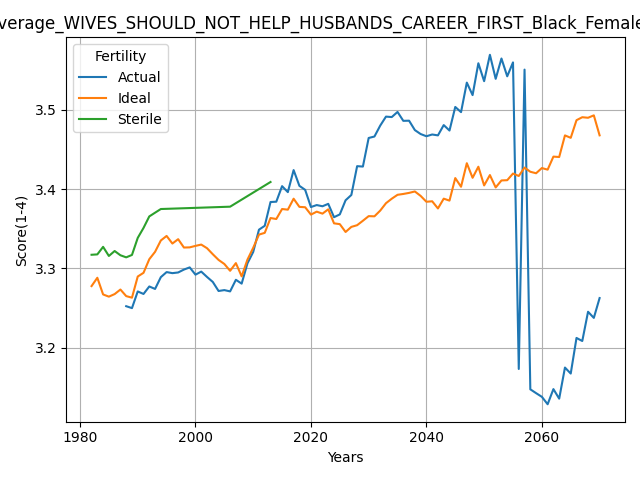 verage_WIVES_SHOULD_NOT_HELP_HUSBANDS_CAREER_FIRST_Black_Female
Fertility
Actual
Ideal
Sterile
Score(1-4)
3.5
3.4
3.3
3.2
1980 2000 2020 2040 2060
Years